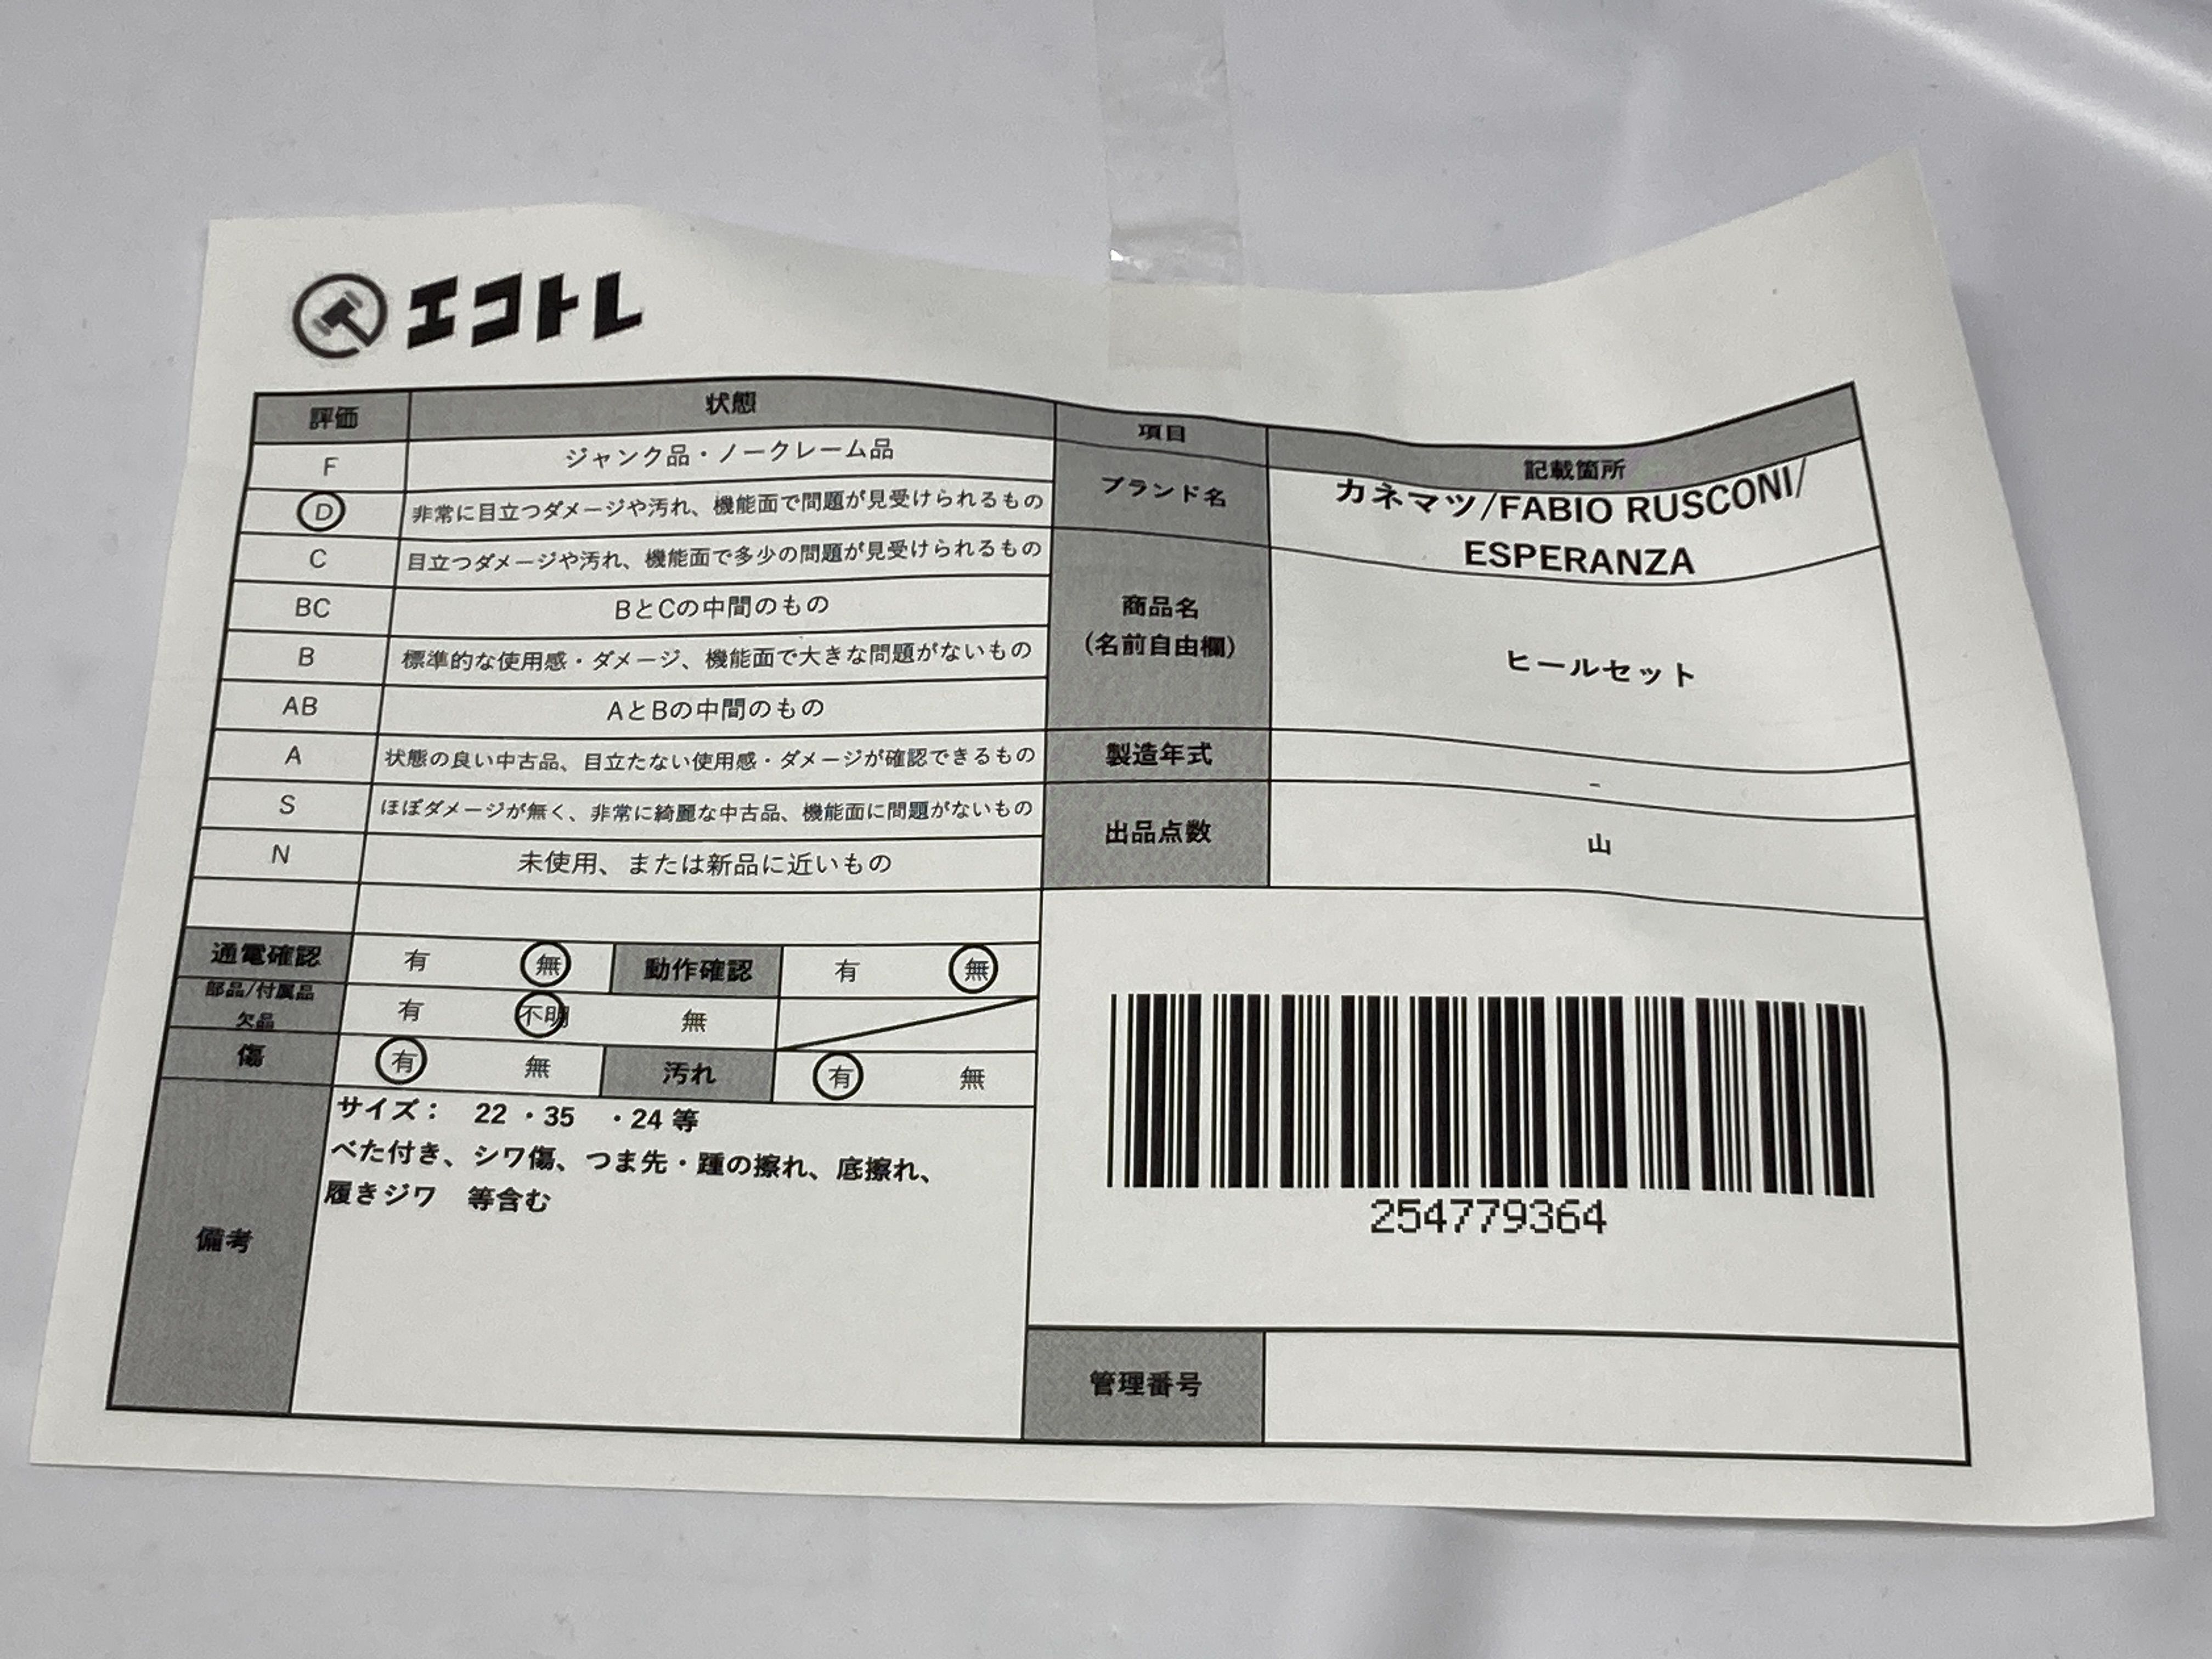 エコトレ
評価 状態
F ジャンク品・ノークレーム品
D 非常に目立つダメージや汚れ、機能面で問題が見受けられるもの
C 目立つダメージや汚れ、機能面で多少の問題が見受けられるもの
BC BとCの中間のもの
B 標準的な使用感・ダメージ、機能面で大きな問題がないもの
AB AとBの中間のもの
A 状態の良い中古品、目立たない使用感・ダメージが確認できるもの
S ほぼダメージが無く、非常に綺麗な中古品、機能面に問題がないもの
N 未使用、または新品に近いもの
通電確認 有 無 動作確認 有 無
部品/付属品
欠品 有 不明 無
傷 有 無 汚れ 有 無
備考
サイズ： 22 ・35 ・24 等
べた付き、シワ傷、つま先・踵の擦れ、底擦れ、
履きジワ 等含む
項目 記載箇所
ブランド名 カネマツ/FABIO RUSCONI/
ESPERANZA
商品名
(名前自由欄)
ヒールセット
製造年式 -
出品点数 山
254779364
管理番号